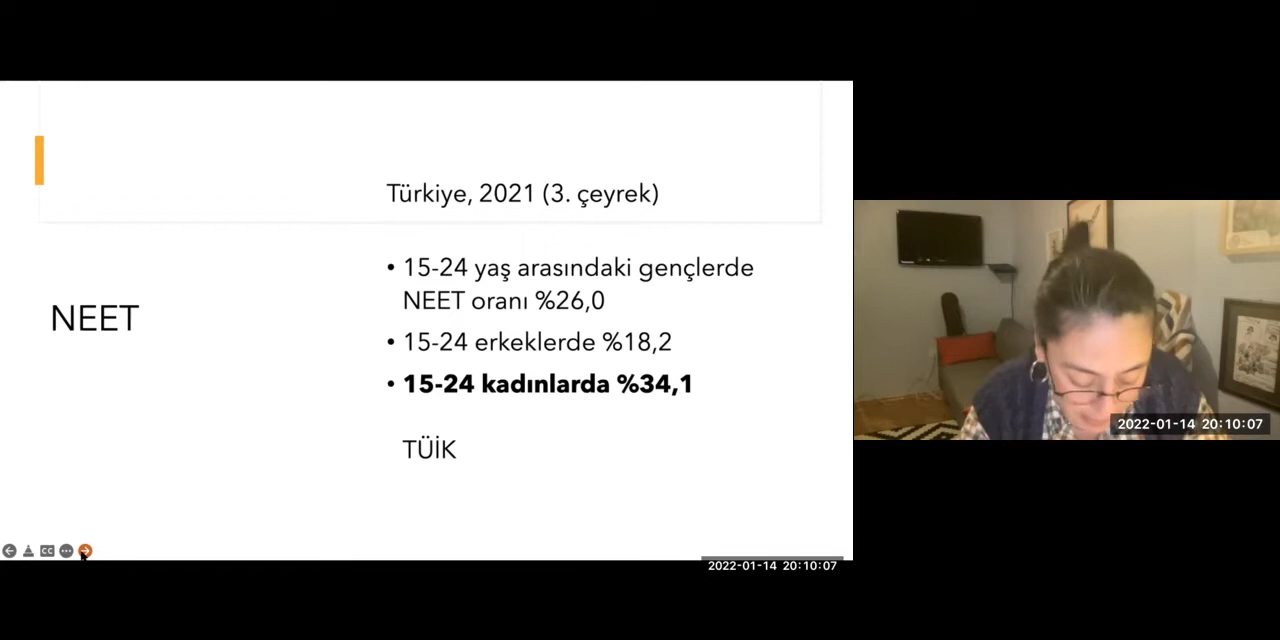 Türkiye, 2021 (3. çeyrek)
NEET
• 15-24 yaş arasındaki gençlerde
NEET oranı %26,0
• 15-24 erkeklerde %18,2
• 15-24 kadınlarda %34,1
TÜİK
CC
2022-01-14 20:10:07
2022-01-14 20:10:07